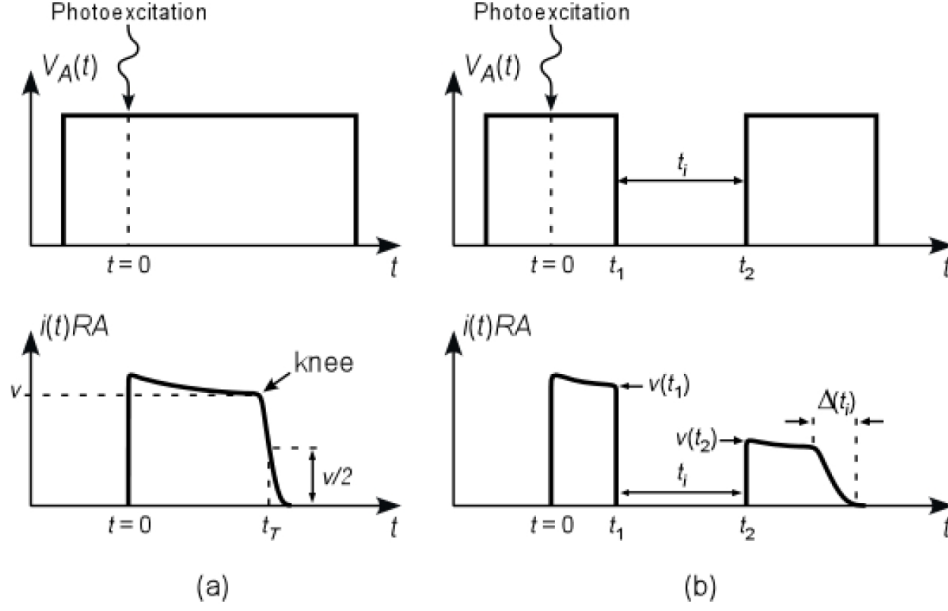 Photoexcitation
V_A(t)
t = 0
t
i(t)RA
knee
v
v/2
t = 0
t_T
t
(a)
Photoexcitation
V_A(t)
t_i
t = 0
t_1
t_2
t
i(t)RA
v(t_1)
Δ(t_i)
v(t_2)
t_i
t = 0
t_1
t_2
t
(b)